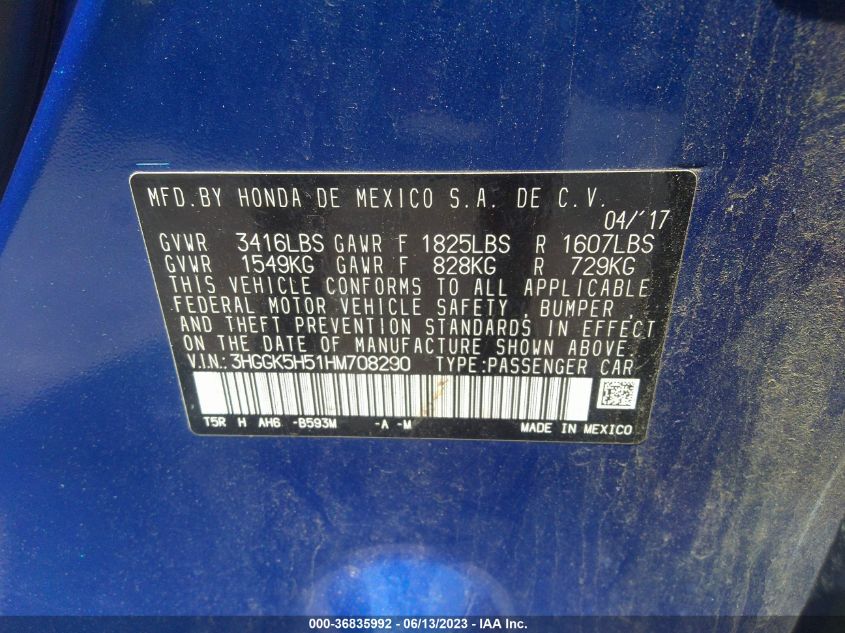 MFD.BY HONDA DE MEXICO S.A. DE C.V.
04/'17
GVWR 3416LBS GAWR F 1825LBS R 1607LBS
GVWR 1549KG GAWR F 828KG R 729KG
THIS VEHICLE CONFORMS TO ALL APPLICABLE
FEDERAL MOTOR VEHICLE SAFETY , BUMPER ,
AND THEFT PREVENTION STANDARDS IN EFFECT
ON THE DATE OF MANUFACTURE SHOWN ABOVE.
V.I.N.: 3HGGK5H51HM708290 TYPE:PASSENGER CAR
T5R H AH6 -B593M -A -M MADE IN MEXICO
000-36835992 - 06/13/2023 - IAA Inc.